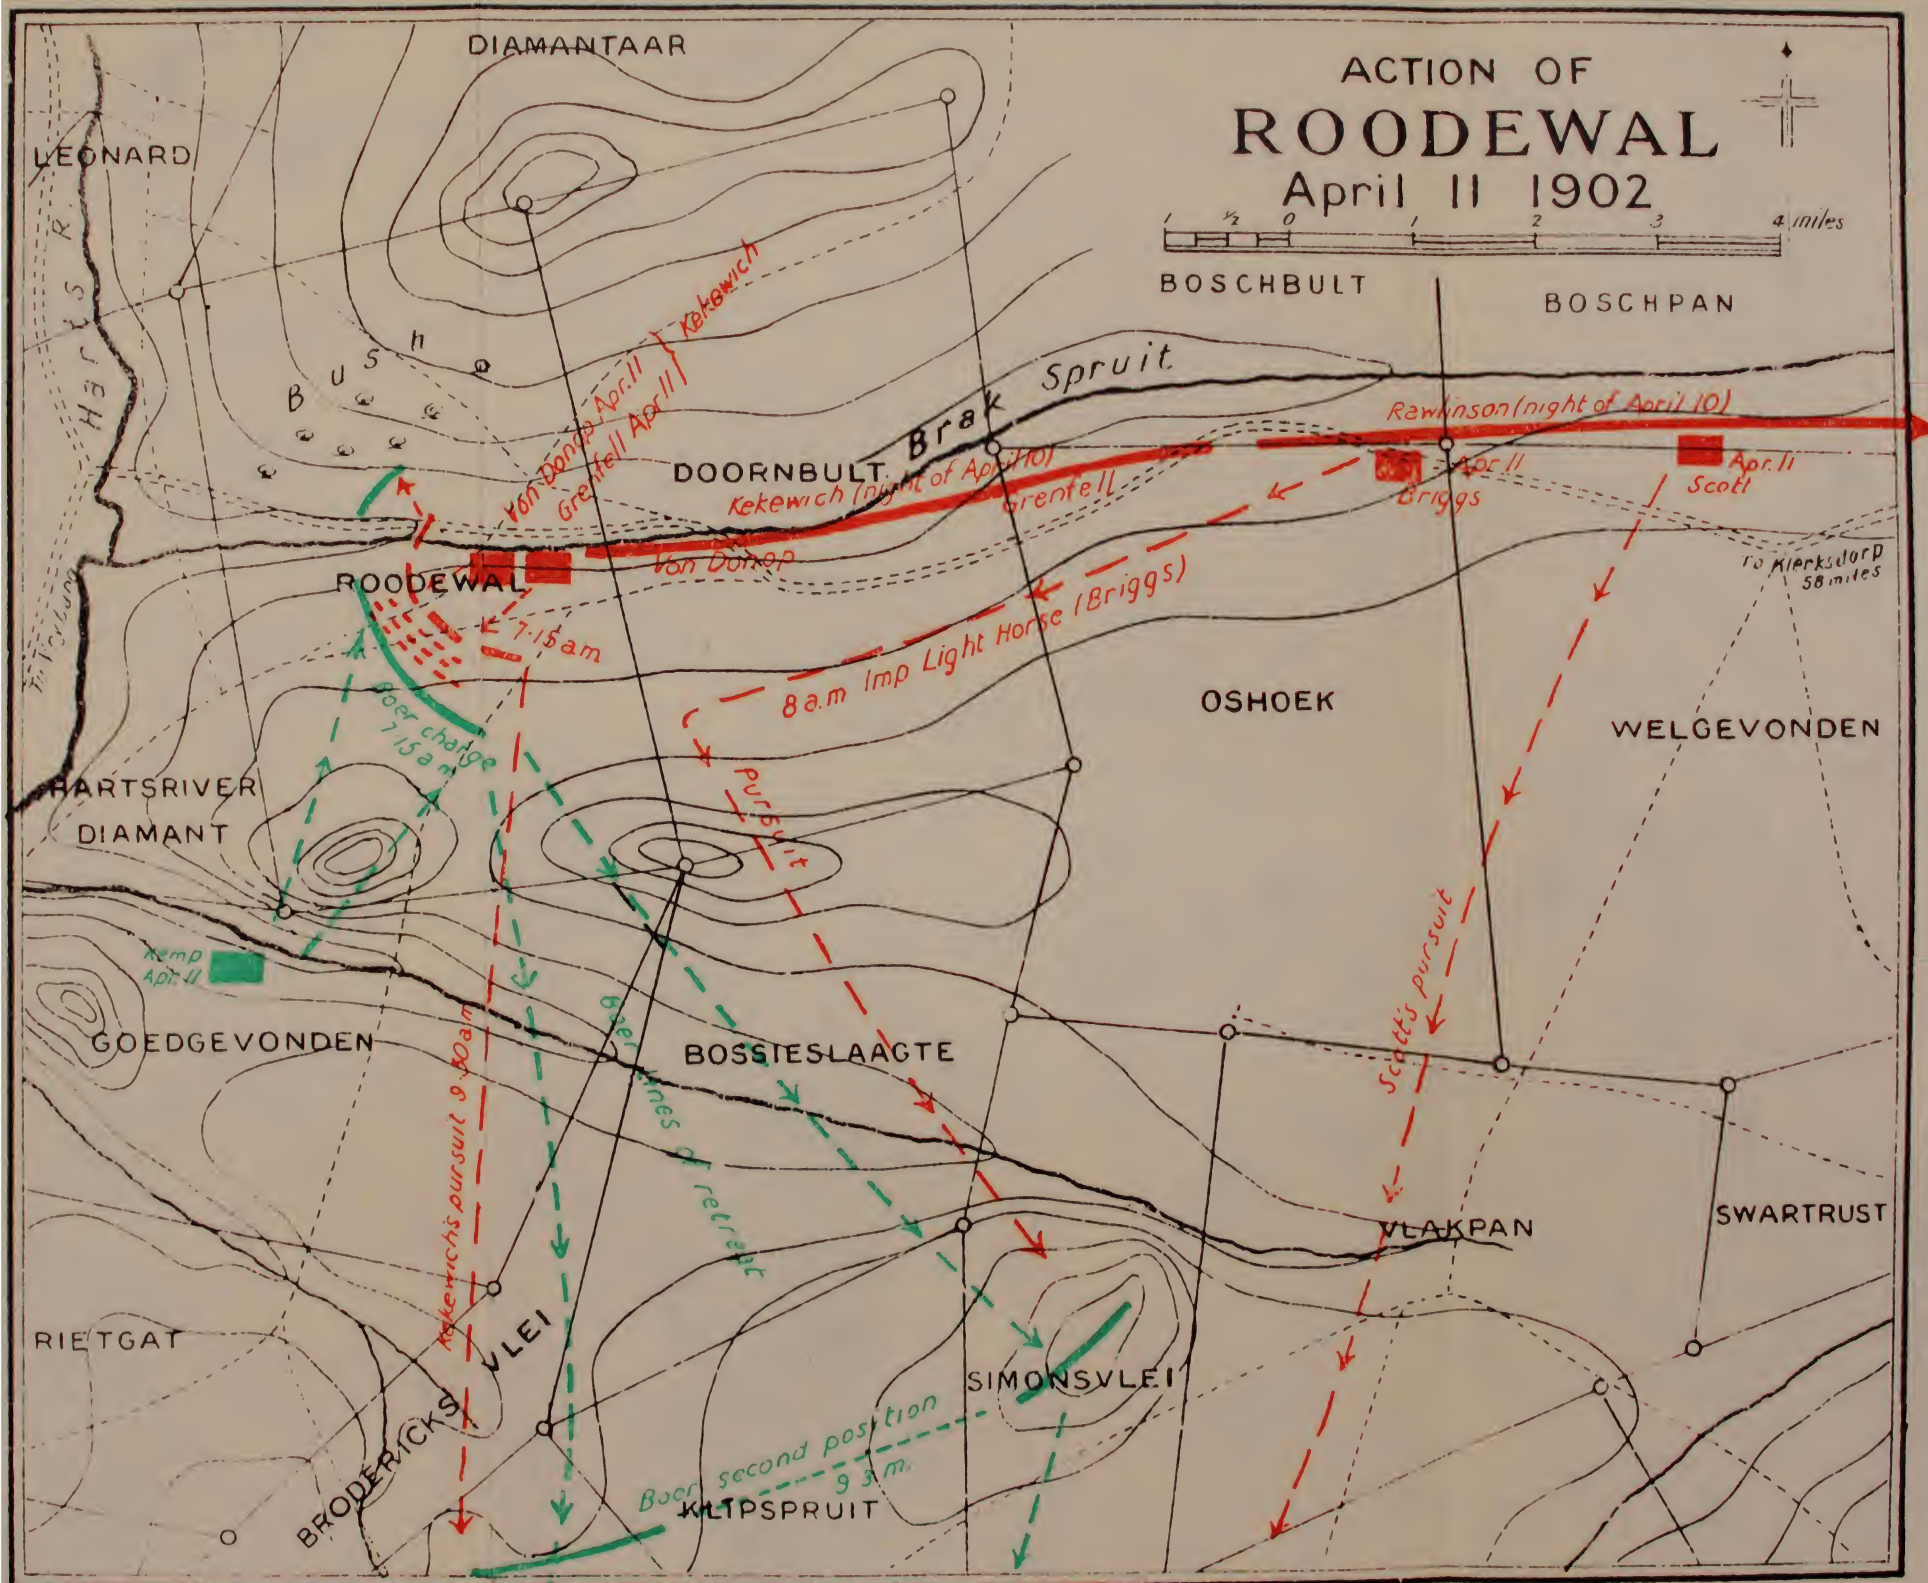 ACTION OF
ROODEWAL
April 11 1902
1 ½ 0 1 2 3 4 miles
DIAMANTAAR
LEONARD
Harts R
BOSCHBULT
BOSCHPAN
Bush
Kekewich
Von Donop Apr.11
Grenfell Apr 11
Brak Spruit.
Rawlinson (night of April 10)
DOORNBULT.
Kekewich (night of April 10)
Grenfell
Von Donop
Apr. 11
Briggs
Apr. 11
Scott
To Klerksdorp
58 miles
ROODEWAL
To Vryburg
7·15 am
8 a.m Imp Light Horse (Briggs)
Boer charge
7·15 am
OSHOEK
WELGEVONDEN
HARTSRIVER
DIAMANT
pursuit
Scott's pursuit
Kemp
Apr. 11
GOEDGEVONDEN
BOSSIESLAAGTE
Kekewich's pursuit 9·30 am
Boer lines of retreat
VLAKPAN
SWARTRUST
RIETGAT
BRODERICKS VLEI
SIMONSVLEI
Boer second position
KLIPSPRUIT